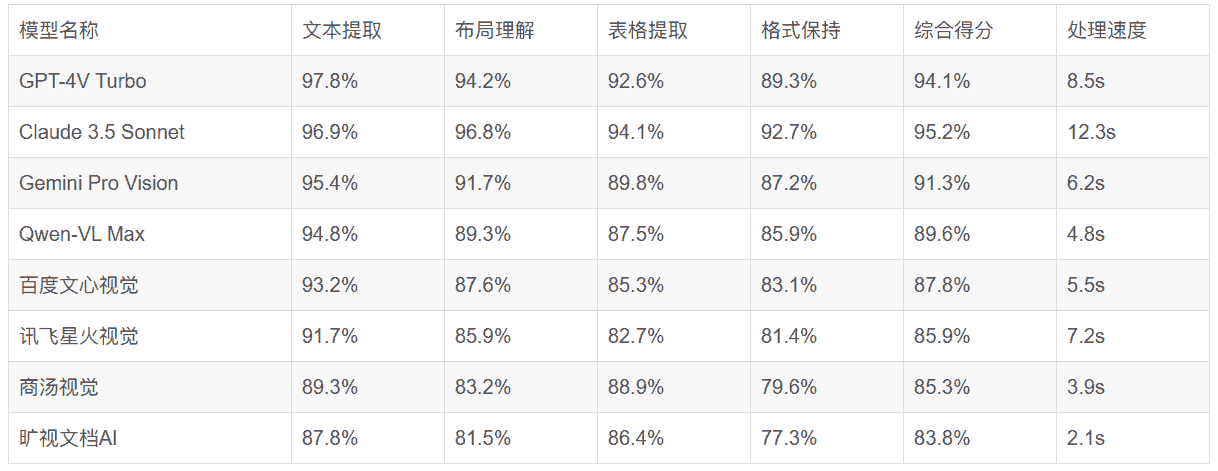 模型名称 文本提取 布局理解 表格提取 格式保持 综合得分 处理速度
GPT-4V Turbo 97.8% 94.2% 92.6% 89.3% 94.1% 8.5s
Claude 3.5 Sonnet 96.9% 96.8% 94.1% 92.7% 95.2% 12.3s
Gemini Pro Vision 95.4% 91.7% 89.8% 87.2% 91.3% 6.2s
Qwen-VL Max 94.8% 89.3% 87.5% 85.9% 89.6% 4.8s
百度文心视觉 93.2% 87.6% 85.3% 83.1% 87.8% 5.5s
讯飞星火视觉 91.7% 85.9% 82.7% 81.4% 85.9% 7.2s
商汤视觉 89.3% 83.2% 88.9% 79.6% 85.3% 3.9s
旷视文档AI 87.8% 81.5% 86.4% 77.3% 83.8% 2.1s